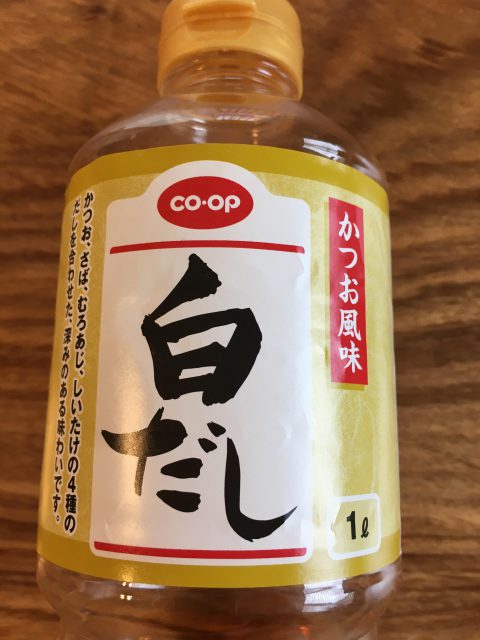 CO·OP
かつお風味
白だし
かつお、さば、むろあじ、しいたけの4種の
だしを合わせた、深みのある味わいです。
1ℓ